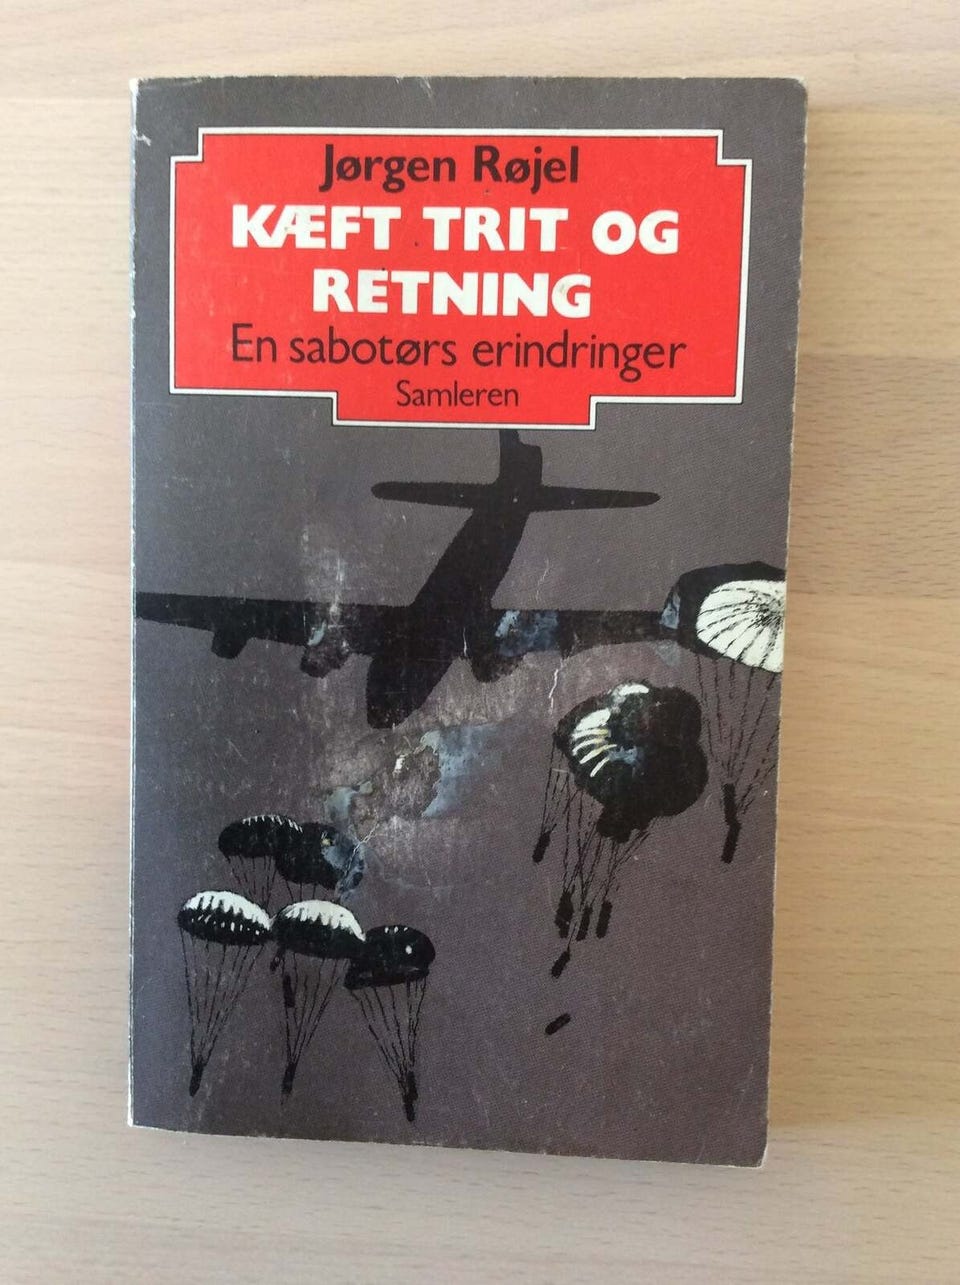 Jørgen Røjel
KÆFT TRIT OG
RETNING
En sabotørs erindringer
Samleren